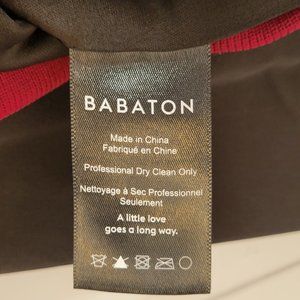 BABATON
Made in China
Fabriqué en Chine
Professional Dry Clean Only
Nettoyage à Sec Professionnel
Seulement
A little love
goes a long way.